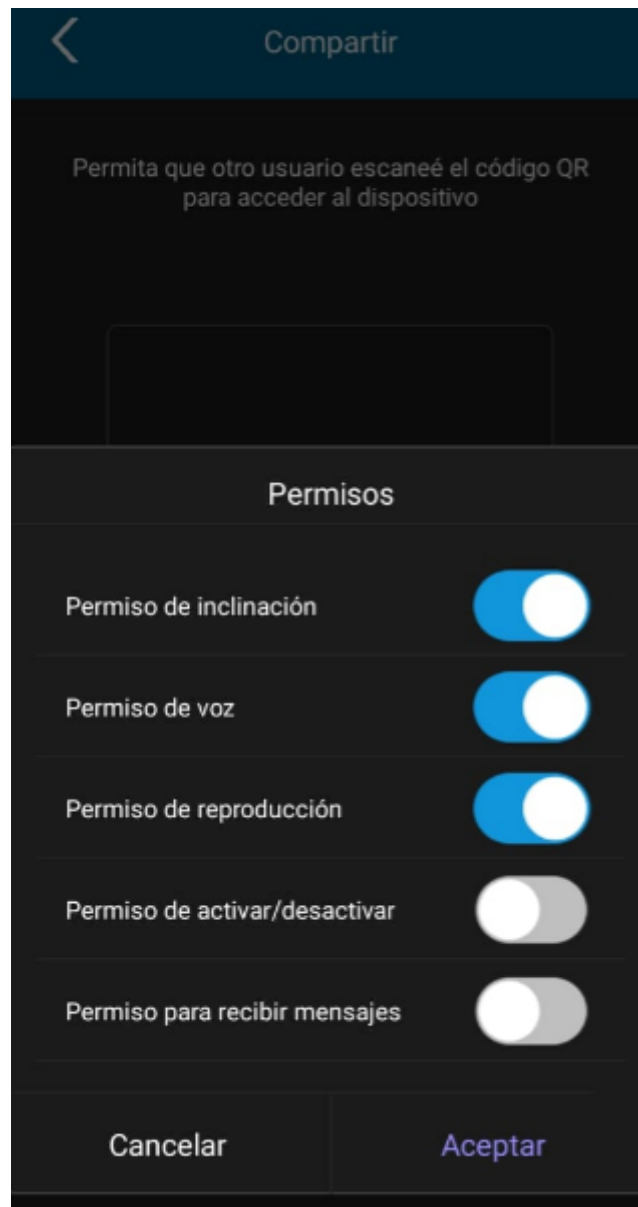 Compartir
Permita que otro usuario escaneé el código QR
para acceder al dispositivo
Permisos
Permiso de inclinación
Permiso de voz
Permiso de reproducción
Permiso de activar/desactivar
Permiso para recibir mensajes
Cancelar
Aceptar